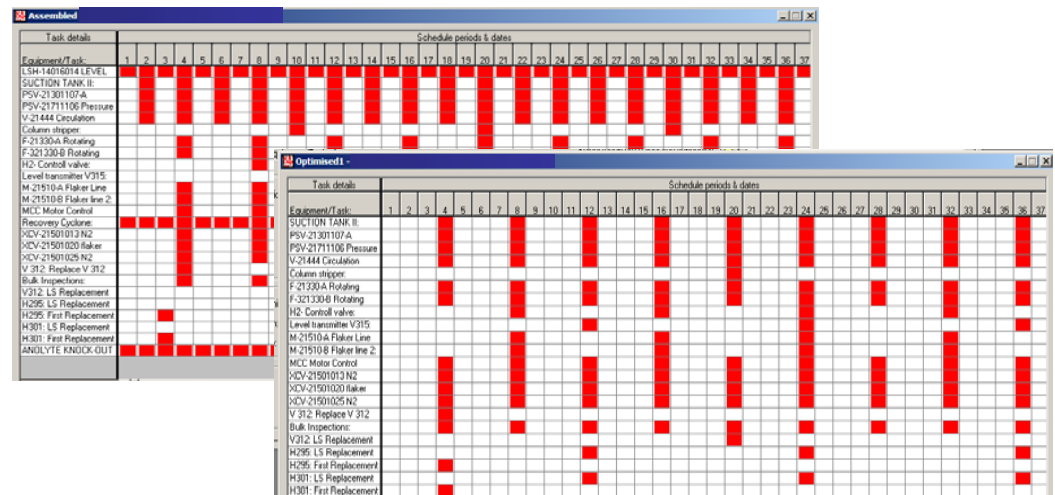 Assembled
Task details Schedule periods & dates
Equipment/Task: 1 2 3 4 5 6 7 8 9 10 11 12 13 14 15 16 17 18 19 20 21 22 23 24 25 26 27 28 29 30 31 32 33 34 35 36 37
LSH-14016014 LEVEL
SUCTION TANK II:
PSV-21301107-A
PSV-21711106 Pressure
V-21444 Circulation
Column stripper:
F-21330-A Rotating
F-321330-B Rotating
H2- Controll valve:
Level transmitter V315:
M-21510-A Flaker Line
M-21510-B Flaker line 2:
MCC Motor Control
Recovery Cyclone:
XCV-21501013 N2
XCV-21501020 flaker
XCV-21501025 N2
V 312: Replace V 312
Bulk Inspections:
V312: LS Replacement
H295: LS Replacement
H295: First Replacement
H301: LS Replacement
H301: First Replacement
ANOLYTE KNOCK-OUT
Optimised1 -
Task details Schedule periods & dates
Equipment/Task: 1 2 3 4 5 6 7 8 9 10 11 12 13 14 15 16 17 18 19 20 21 22 23 24 25 26 27 28 29 30 31 32 33 34 35 36 37
SUCTION TANK II:
PSV-21301107-A
PSV-21711106 Pressure
V-21444 Circulation
Column stripper:
F-21330-A Rotating
F-321330-B Rotating
H2- Controll valve:
Level transmitter V315:
M-21510-A Flaker Line
M-21510-B Flaker line 2:
MCC Motor Control
XCV-21501013 N2
XCV-21501020 flaker
XCV-21501025 N2
V 312: Replace V 312
Bulk Inspections:
V312: LS Replacement
H295: LS Replacement
H295: First Replacement
H301: LS Replacement
H301: First Replacement